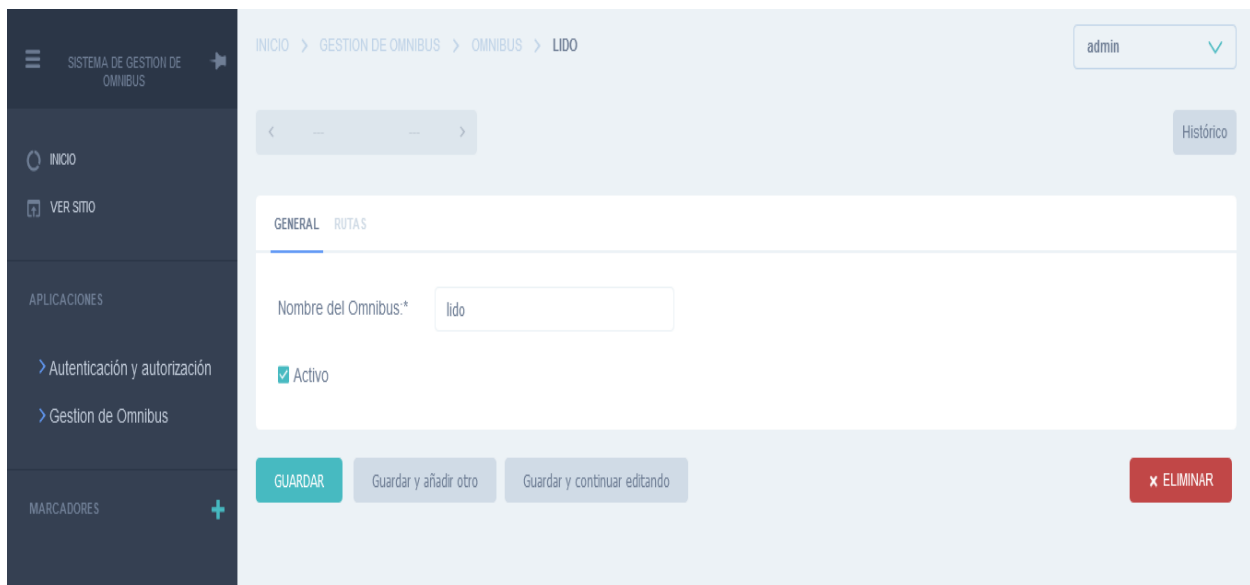 SISTEMA DE GESTION DE
OMNIBUS
INICIO
VER SITIO
APLICACIONES
Autenticación y autorización
Gestion de Omnibus
MARCADORES
INICIO > GESTION DE OMNIBUS > OMNIBUS > LIDO
admin
Histórico
GENERAL RUTAS
Nombre del Omnibus:* lido
Activo
GUARDAR Guardar y añadir otro Guardar y continuar editando
ELIMINAR